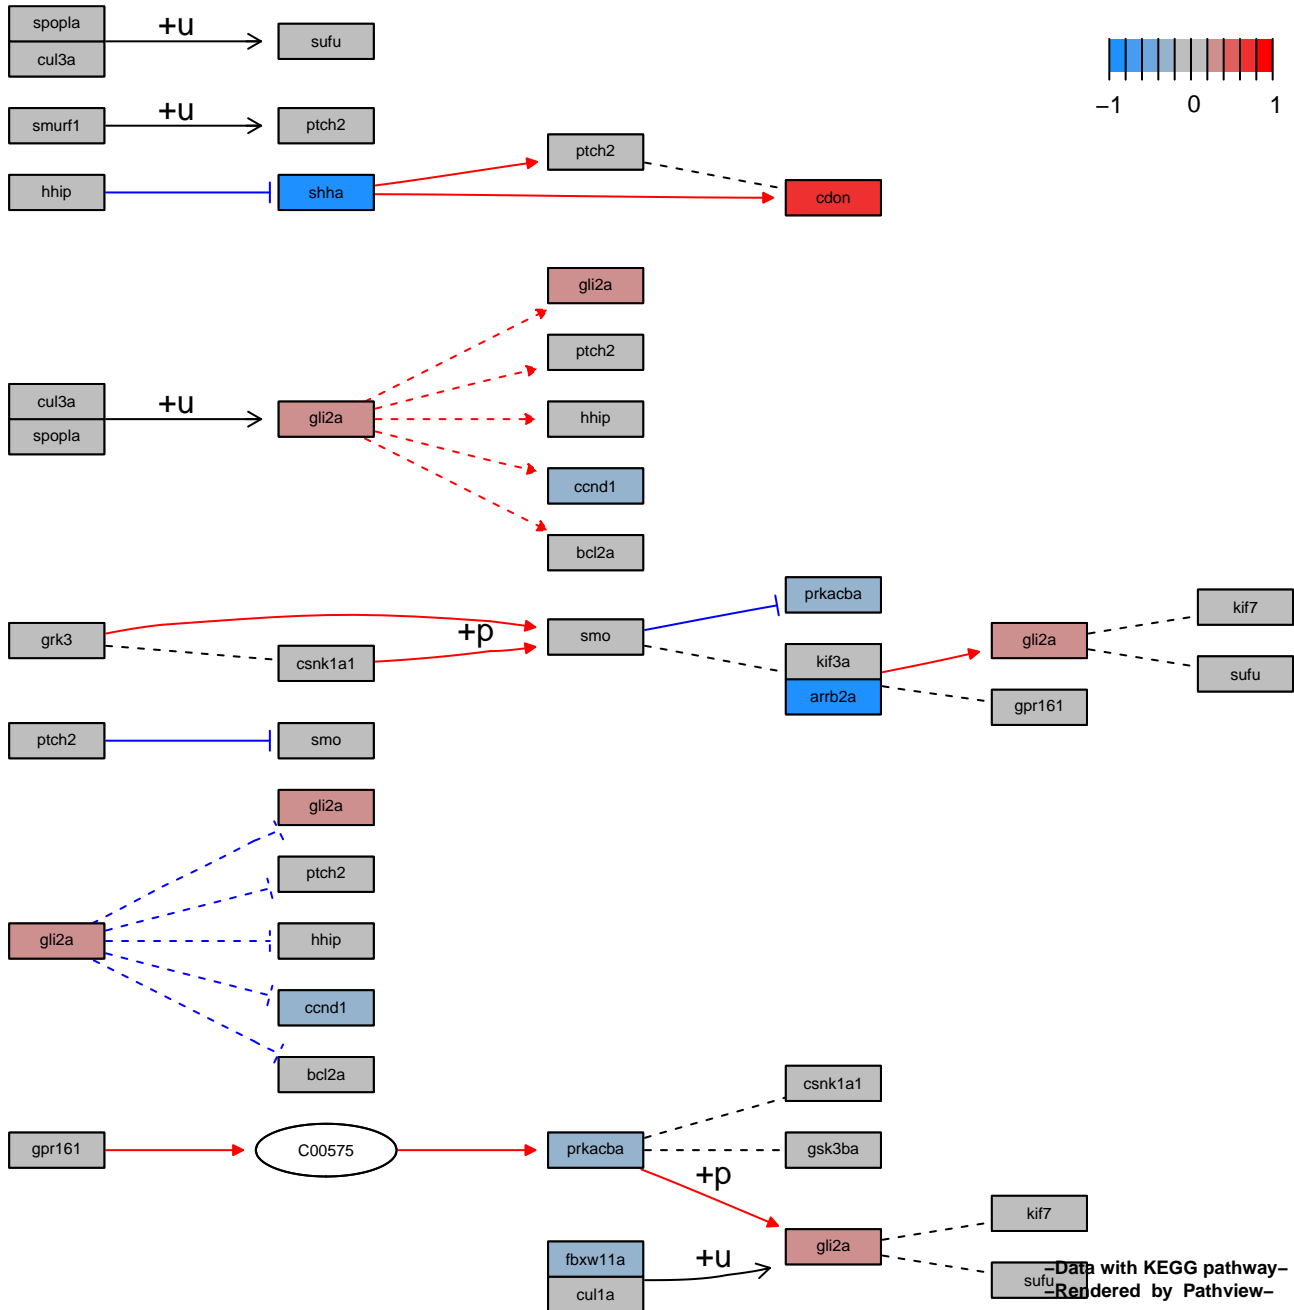 spopla
+u
sufu
cul3a
−1
0
1
smurf1
+u
ptch2
ptch2
hhip
shha
cdon
gli2a
ptch2
cul3a
+u
gli2a
hhip
spopla
ccnd1
bcl2a
prkacba
kif7
grk3
+p
smo
gli2a
csnk1a1
kif3a
sufu
arrb2a
gpr161
ptch2
smo
gli2a
ptch2
gli2a
hhip
ccnd1
bcl2a
csnk1a1
gpr161
C00575
prkacba
gsk3ba
+p
kif7
fbxw11a
+u
gli2a
cul1a
sufu
−Data with KEGG pathway−
−Rendered by Pathview−